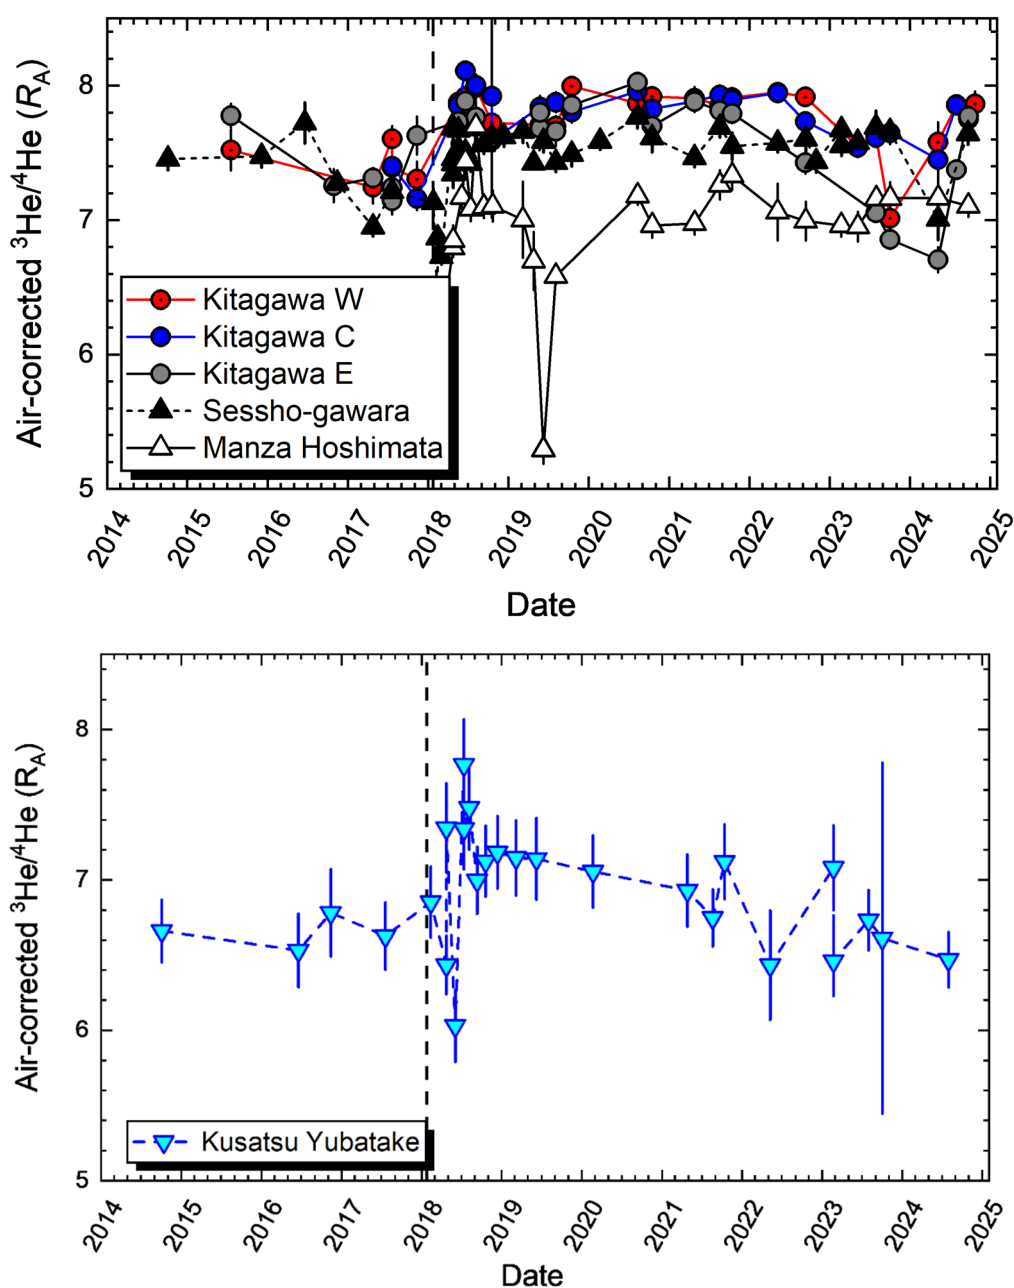 8
7
6
5
Air-corrected ³He/⁴He (R_A)
Kitagawa W
Kitagawa C
Kitagawa E
Sessho-gawara
Manza Hoshimata
2014 2015 2016 2017 2018 2019 2020 2021 2022 2023 2024 2025
Date
8
7
6
5
Air-corrected ³He/⁴He (R_A)
Kusatsu Yubatake
2014 2015 2016 2017 2018 2019 2020 2021 2022 2023 2024 2025
Date